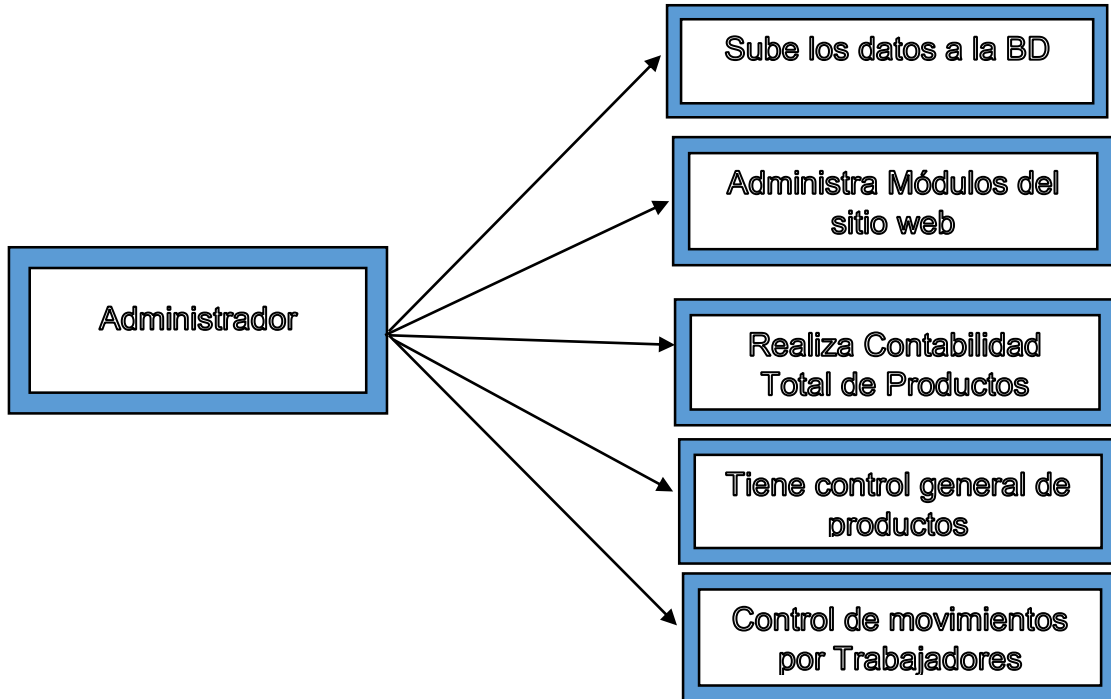 Sube los datos a la BD
Administra Módulos del
sitio web
Administrador
Realiza Contabilidad
Total de Productos
Tiene control general de
productos
Control de movimientos
por Trabajadores